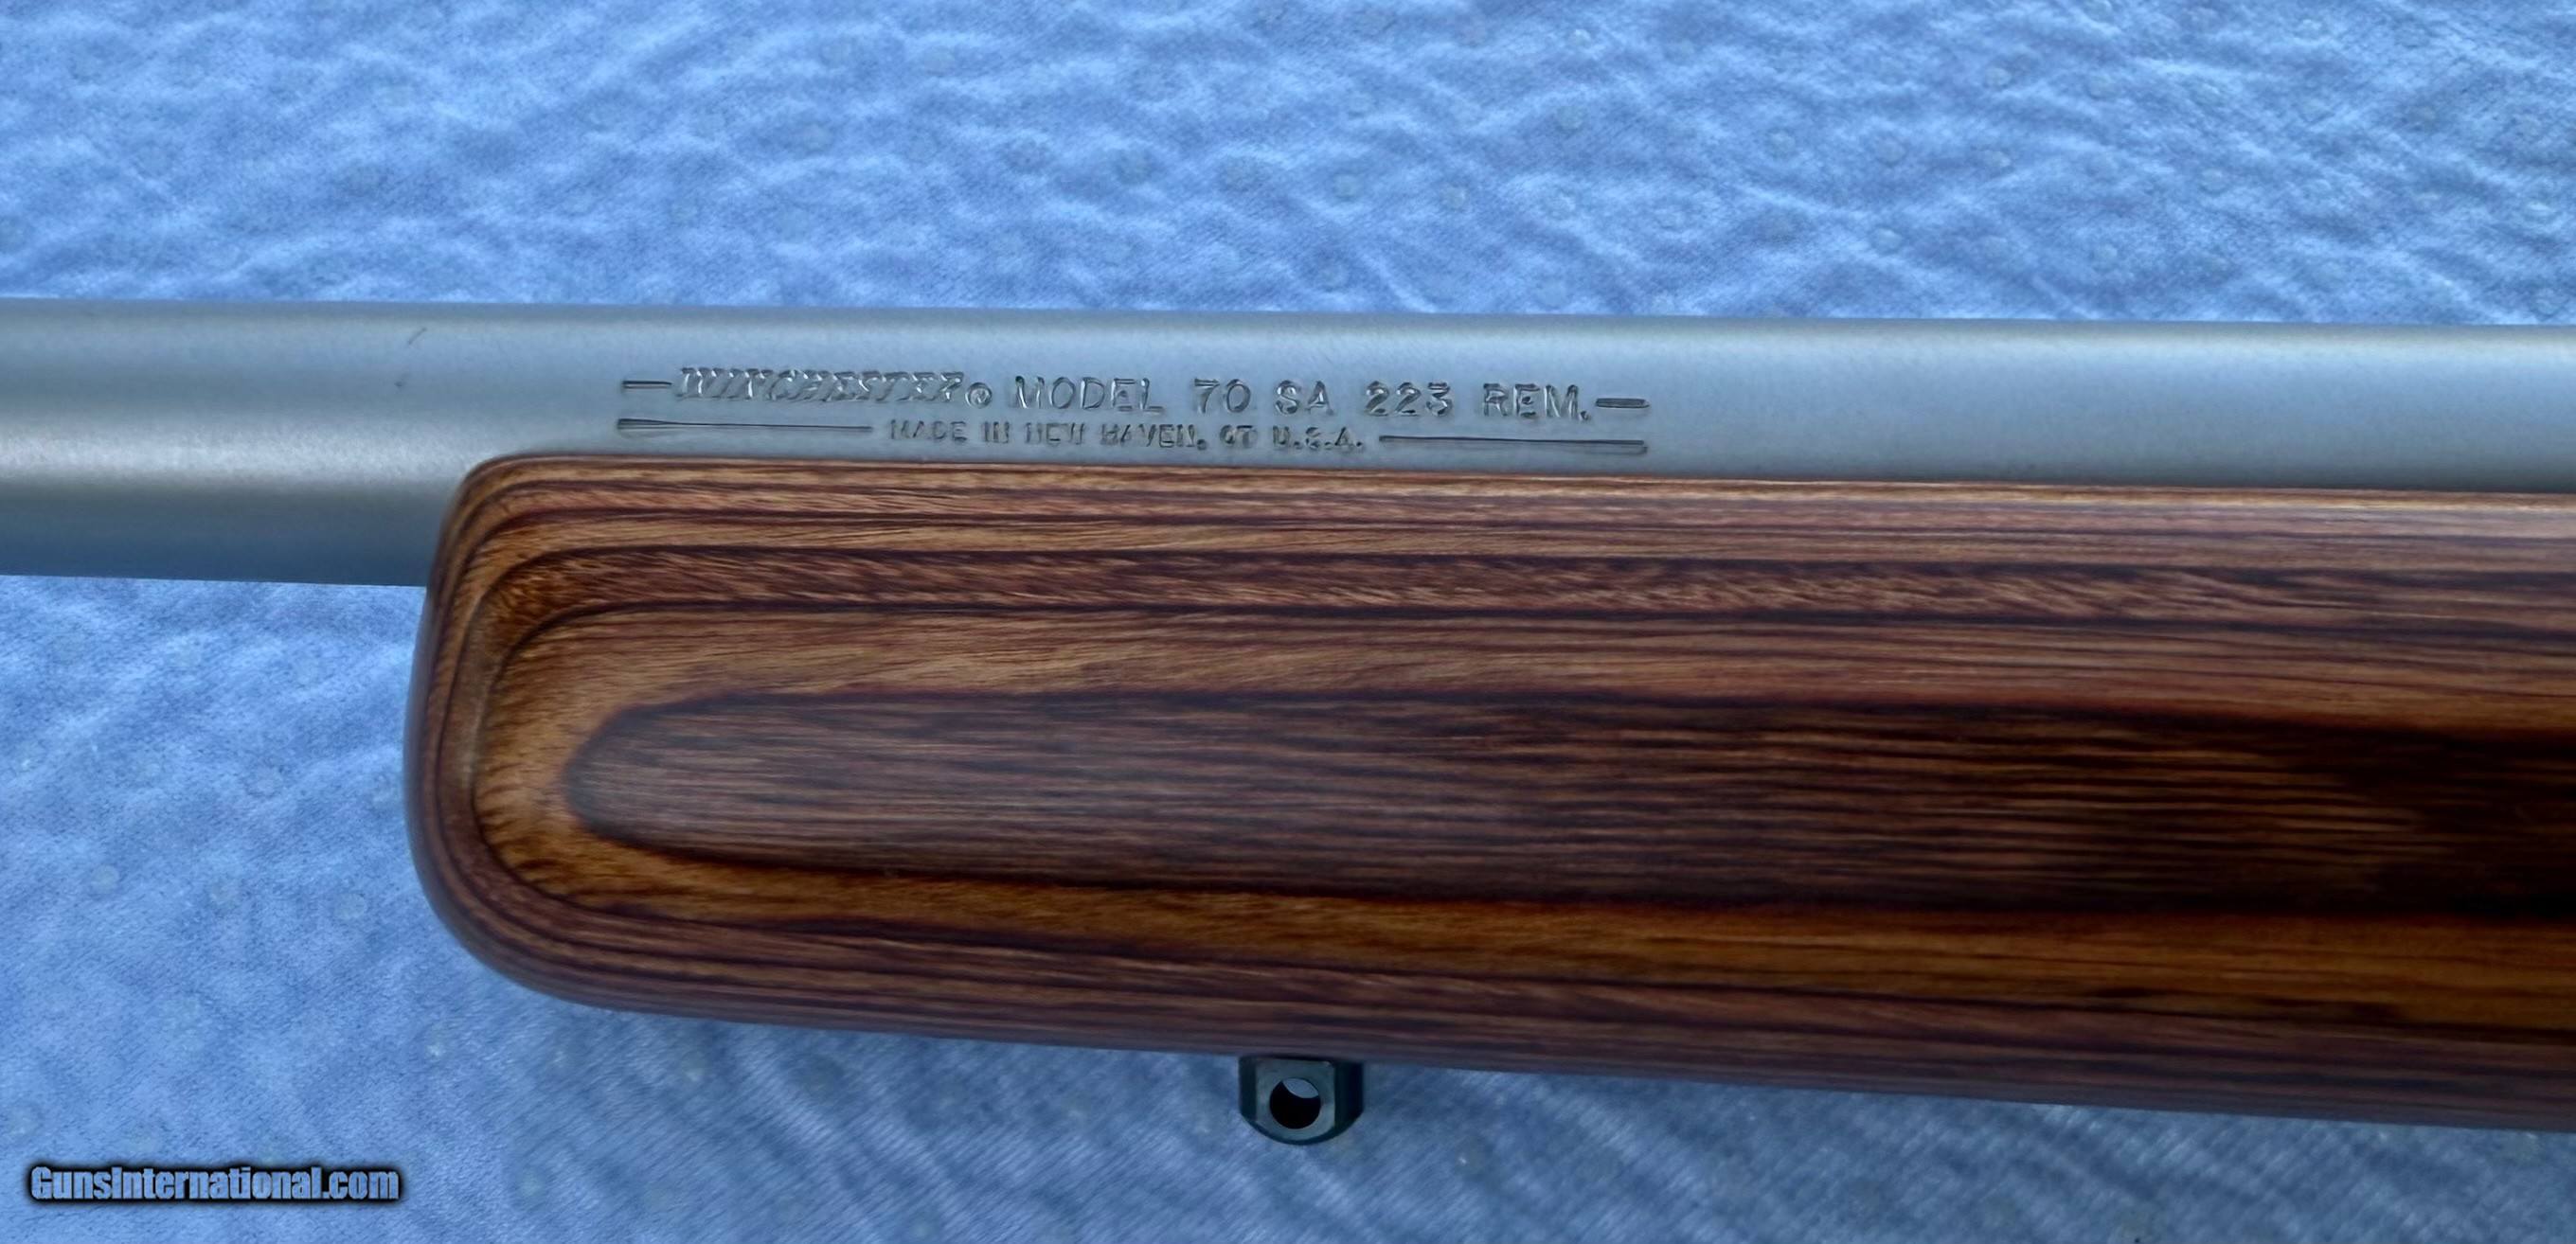 WINCHESTER® MODEL 70 SA 223 REM.
MADE IN NEW HAVEN, CT U.S.A.
GunsInternational.com